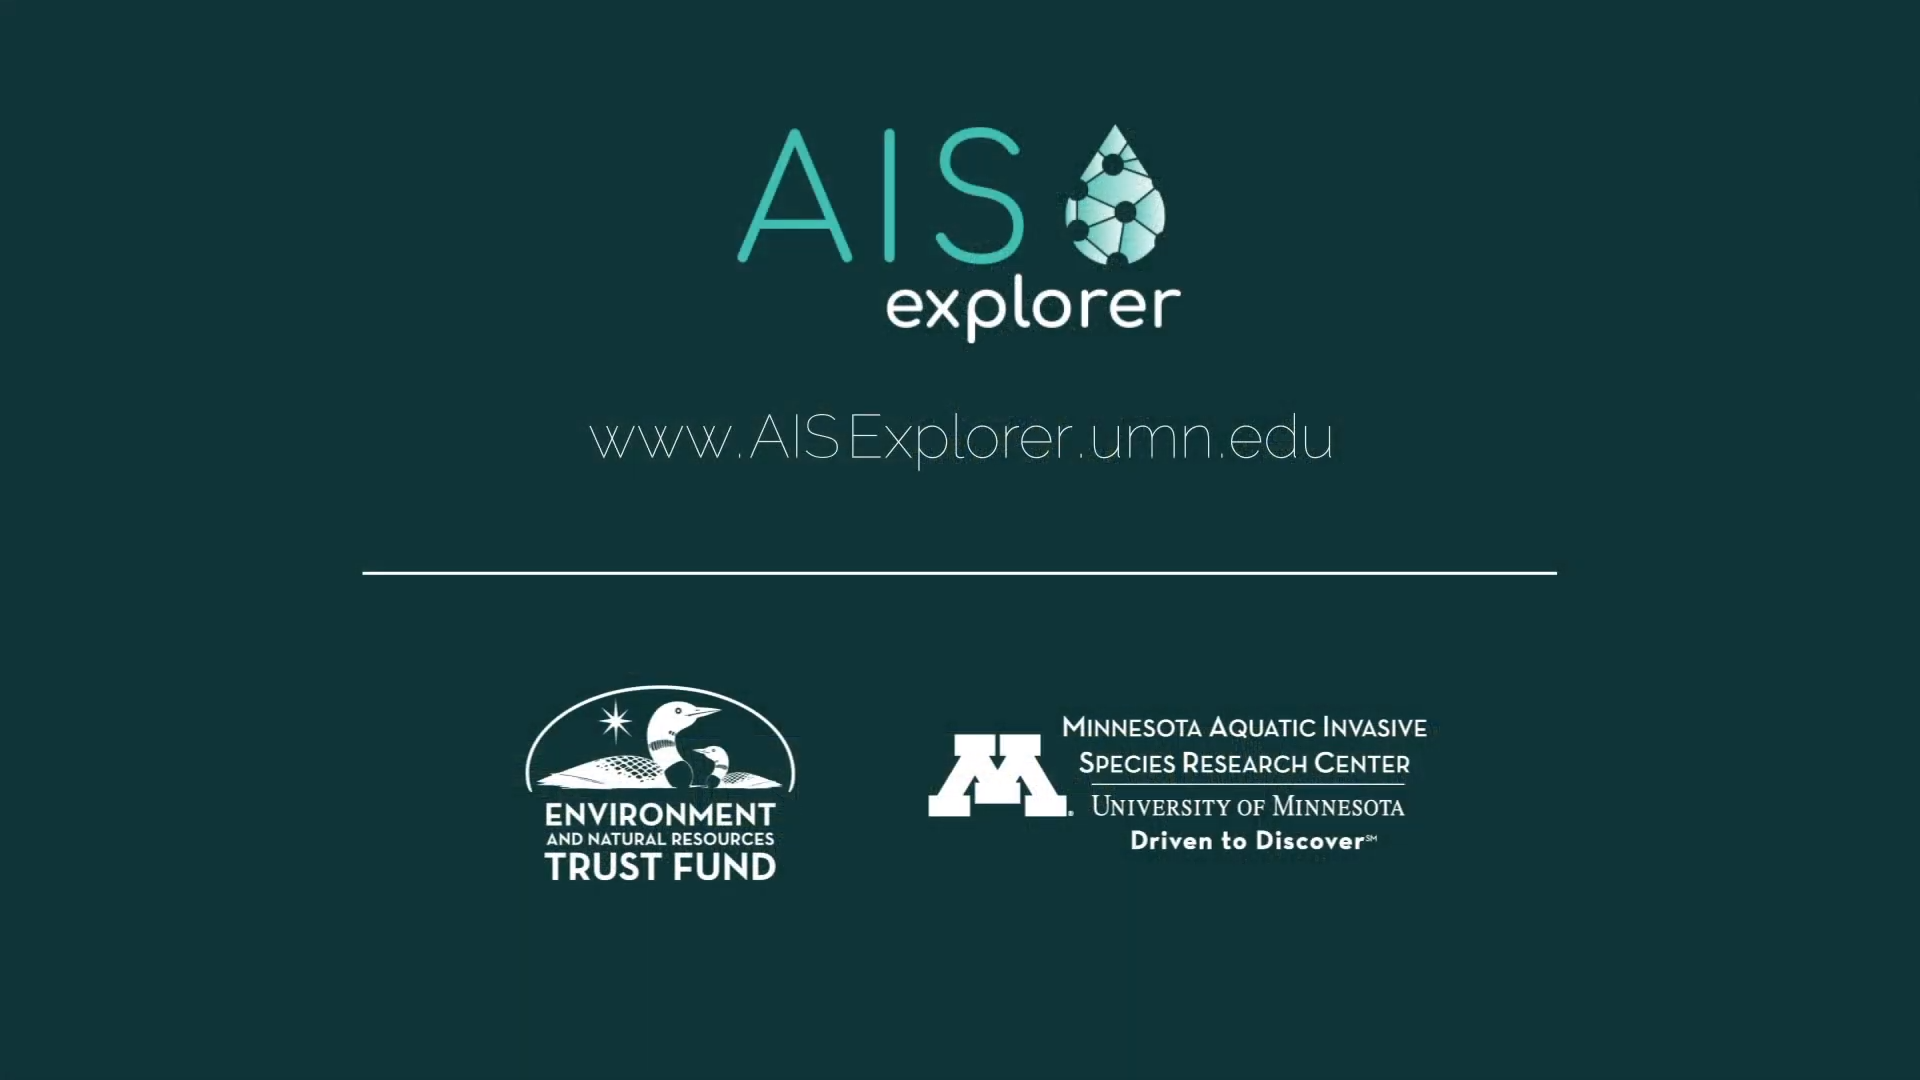 AIS
explorer
www.AISExplorer.umn.edu
ENVIRONMENT
AND NATURAL RESOURCES
TRUST FUND
M
MINNESOTA AQUATIC INVASIVE
SPECIES RESEARCH CENTER
UNIVERSITY OF MINNESOTA
Driven to Discover℠